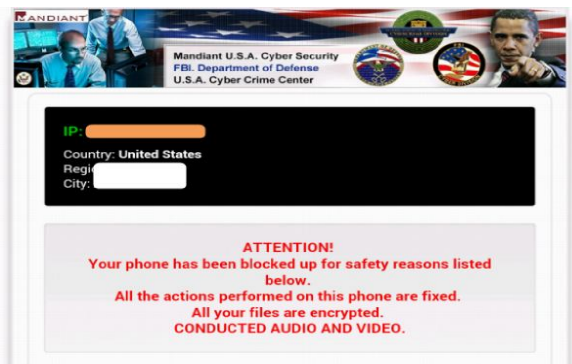 MANDIANT
Mandiant U.S.A. Cyber Security
FBI. Department of Defense
U.S.A. Cyber Crime Center
IP:
Country: United States
City:
ATTENTION!
Your phone has been blocked up for safety reasons listed
below.
All the actions performed on this phone are fixed.
All your files are encrypted.
CONDUCTED AUDIO AND VIDEO.